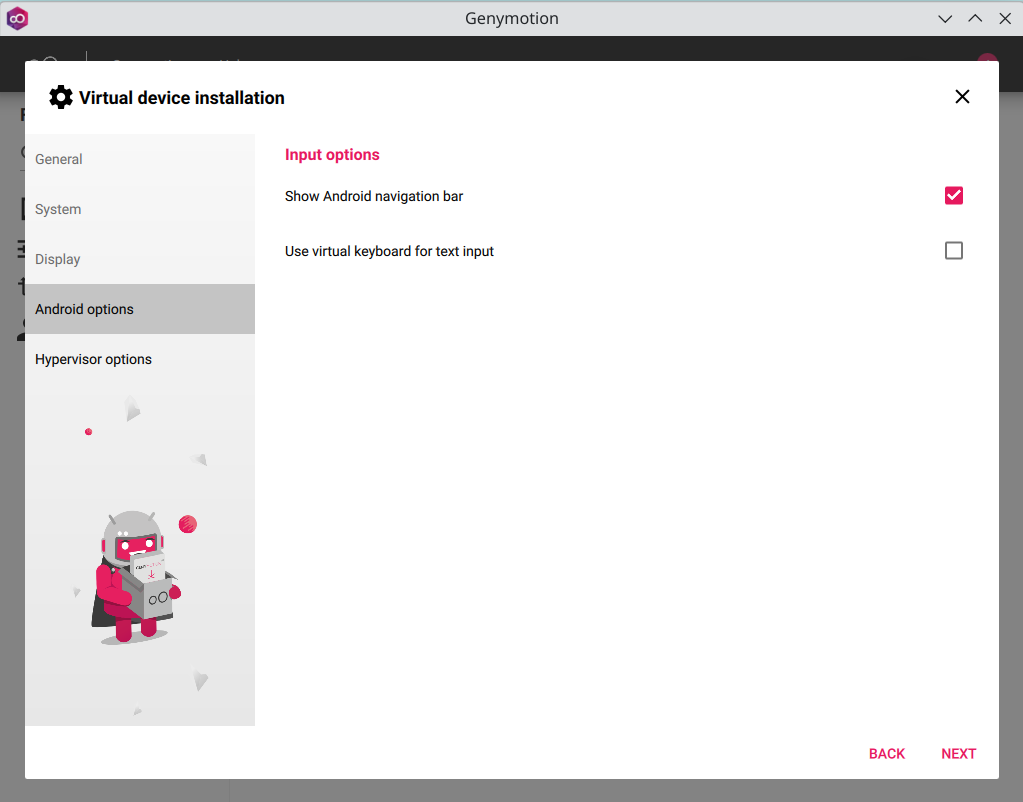 Genymotion
Virtual device installation
General
System
Display
Android options
Hypervisor options
Input options
Show Android navigation bar
Use virtual keyboard for text input
BACK
NEXT